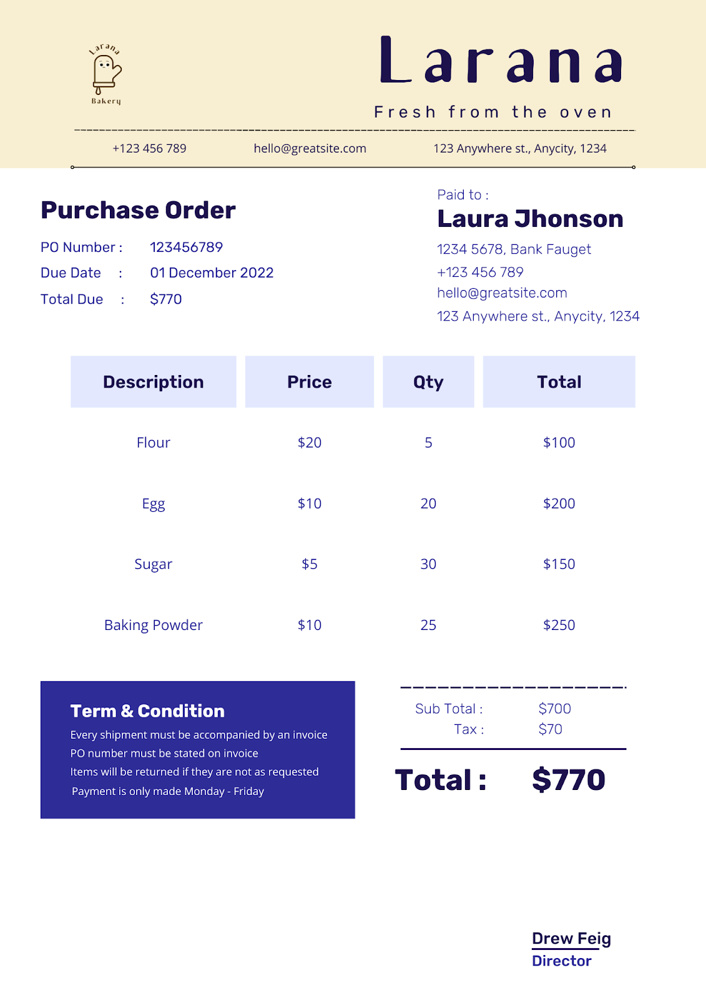 Larana
Bakery
Larana
Fresh from the oven
+123 456 789 hello@greatsite.com 123 Anywhere st., Anycity, 1234
Purchase Order
PO Number : 123456789
Due Date : 01 December 2022
Total Due : $770
Paid to :
Laura Jhonson
1234 5678, Bank Fauget
+123 456 789
hello@greatsite.com
123 Anywhere st., Anycity, 1234
Description Price Qty Total
Flour $20 5 $100
Egg $10 20 $200
Sugar $5 30 $150
Baking Powder $10 25 $250
Term & Condition
Every shipment must be accompanied by an invoice
PO number must be stated on invoice
Items will be returned if they are not as requested
Payment is only made Monday - Friday
Sub Total : $700
Tax : $70
Total : $770
Drew Feig
Director